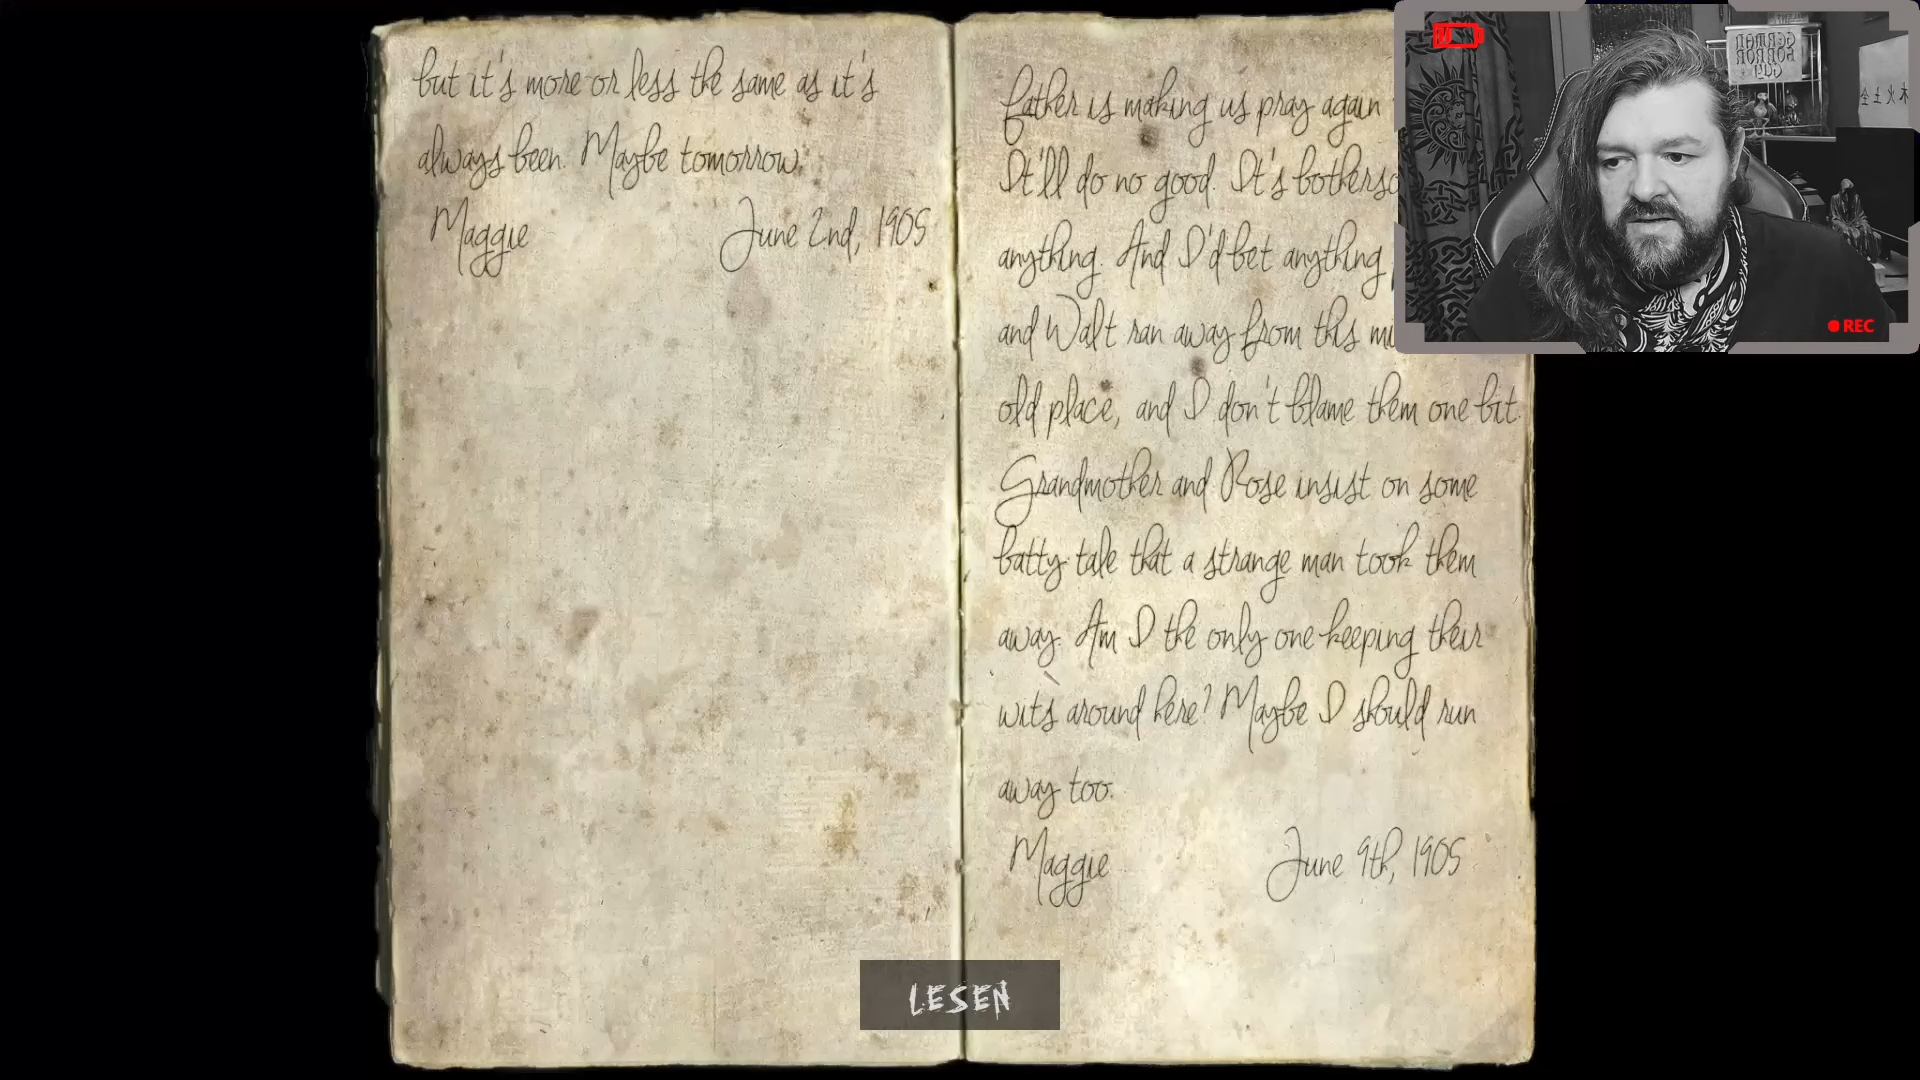 but it's more or less the same as it's
always been. Maybe tomorrow.
Maggie June 2nd, 1905
Father is making us pray again
It'll do no good. It's
anything. And I'd bet anything
and Walt ran away from this
old place, and I don't blame them one bit.
Grandmother and Rose insist on some
batty tale that a strange man took them
away. Am I the only one keeping their
wits around here? Maybe I should run
away too.
Maggie June 9th, 1905
LESEN
GERMAN
HORROR
GUY
REC